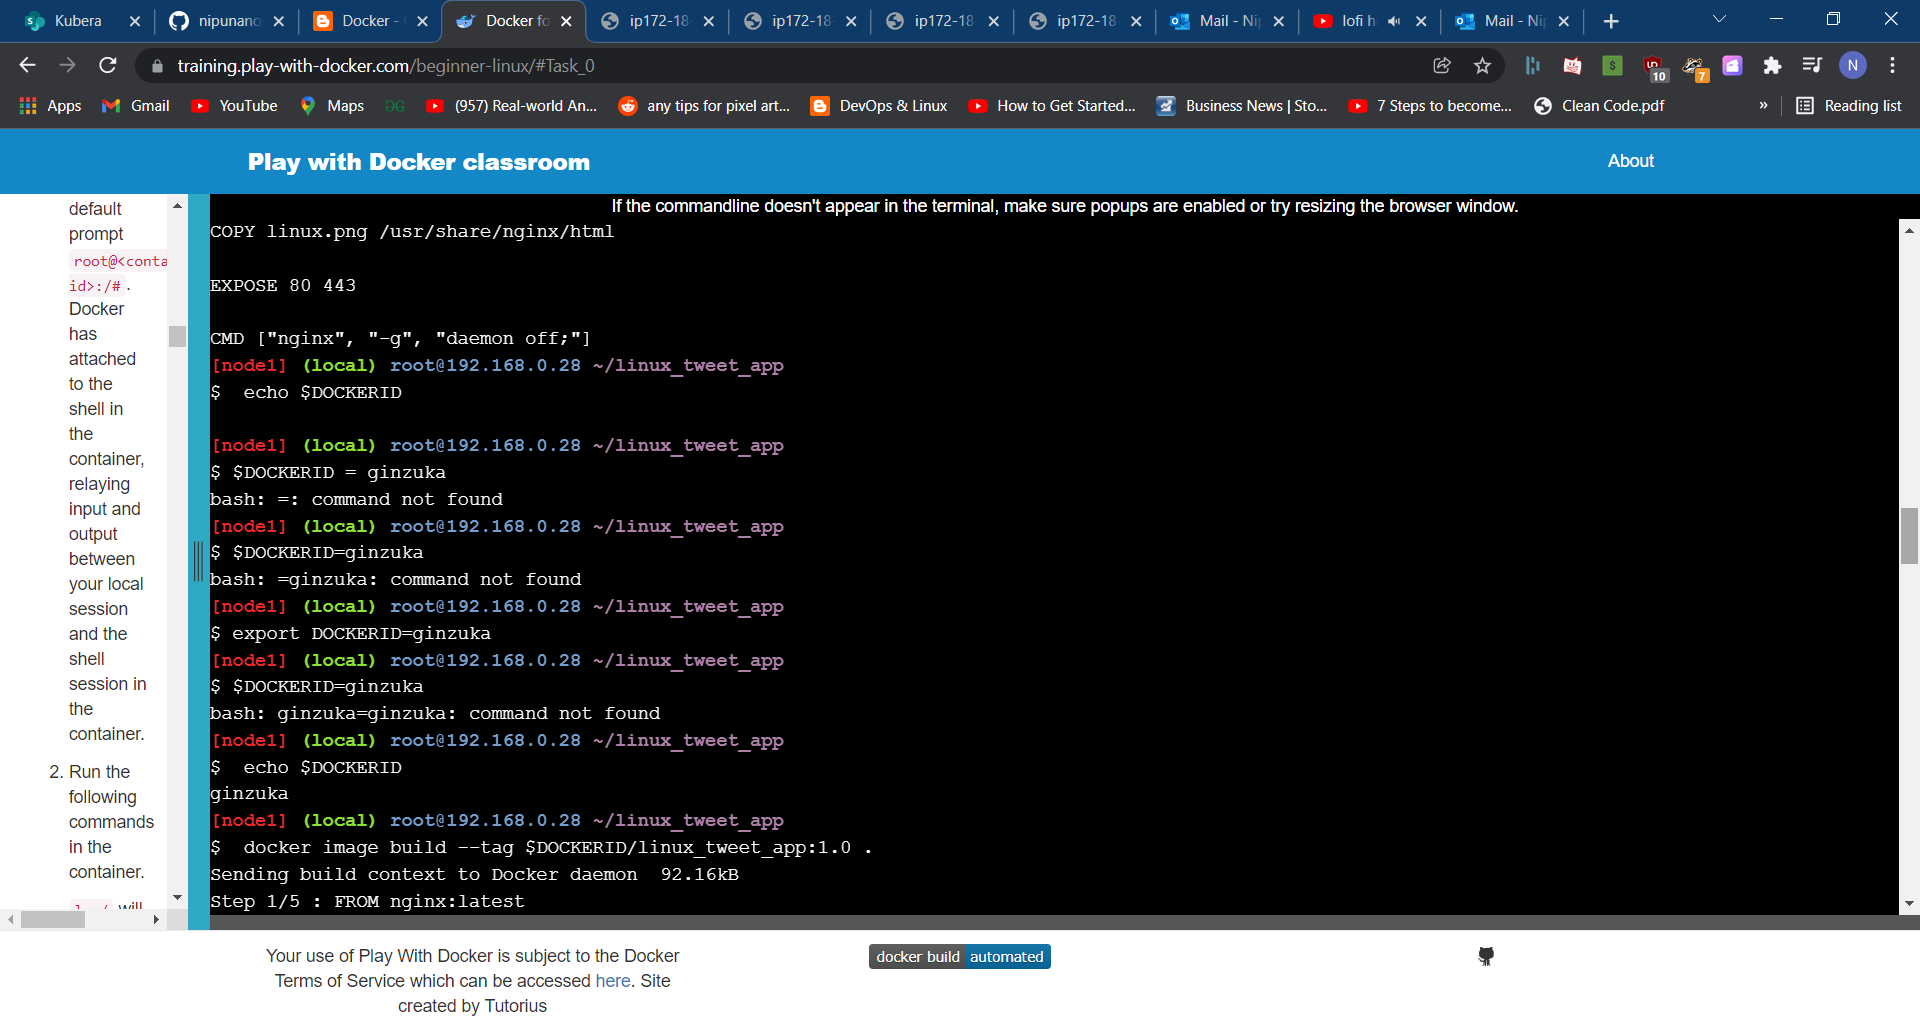 Kubera
nipunano
Docker -
Docker fo
ip172-18-
ip172-18-
ip172-18
ip172-18
Mail - Nip
lofi hi
Mail - Nip
training.play-with-docker.com/beginner-linux/#Task_0
10
7
N
Apps
Gmail
YouTube
Maps
(957) Real-world An...
any tips for pixel art...
DevOps & Linux
How to Get Started...
Business News | Sto...
7 Steps to become...
Clean Code.pdf
»
Reading list
Play with Docker classroom
About
default
prompt
root@<conta
id>:/# .
Docker
has
attached
to the
shell in
the
container,
relaying
input and
output
between
your local
session
and the
shell
session in
the
container.
2. Run the
following
commands
in the
container.
will
If the commandline doesn't appear in the terminal, make sure popups are enabled or try resizing the browser window.
COPY linux.png /usr/share/nginx/html
EXPOSE 80 443
CMD ["nginx", "-g", "daemon off;"]
[node1] (local) root@192.168.0.28 ~/linux_tweet_app
$  echo $DOCKERID
[node1] (local) root@192.168.0.28 ~/linux_tweet_app
$ $DOCKERID = ginzuka
bash: =: command not found
[node1] (local) root@192.168.0.28 ~/linux_tweet_app
$ $DOCKERID=ginzuka
bash: =ginzuka: command not found
[node1] (local) root@192.168.0.28 ~/linux_tweet_app
$ export DOCKERID=ginzuka
[node1] (local) root@192.168.0.28 ~/linux_tweet_app
$ $DOCKERID=ginzuka
bash: ginzuka=ginzuka: command not found
[node1] (local) root@192.168.0.28 ~/linux_tweet_app
$  echo $DOCKERID
ginzuka
[node1] (local) root@192.168.0.28 ~/linux_tweet_app
$  docker image build --tag $DOCKERID/linux_tweet_app:1.0 .
Sending build context to Docker daemon  92.16kB
Step 1/5 : FROM nginx:latest
Your use of Play With Docker is subject to the Docker
Terms of Service which can be accessed here. Site
created by Tutorius
docker build automated